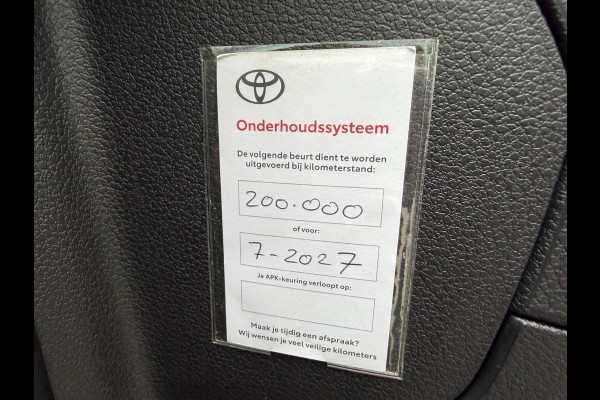 Onderhoudssysteem
De volgende beurt dient te worden
uitgevoerd bij kilometerstand:
200.000
of voor:
7-2027
Je APK-keuring verloopt op:
Maak je tijdig een afspraak?
Wij wensen je veel veilige kilometers